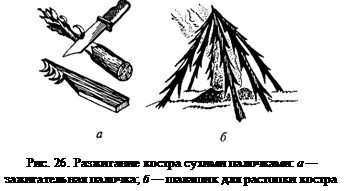 а
б
Рис. 26. Разжигание костра сухими палочками: а —
зажигательная палочка; б — шалашик для растопки костра